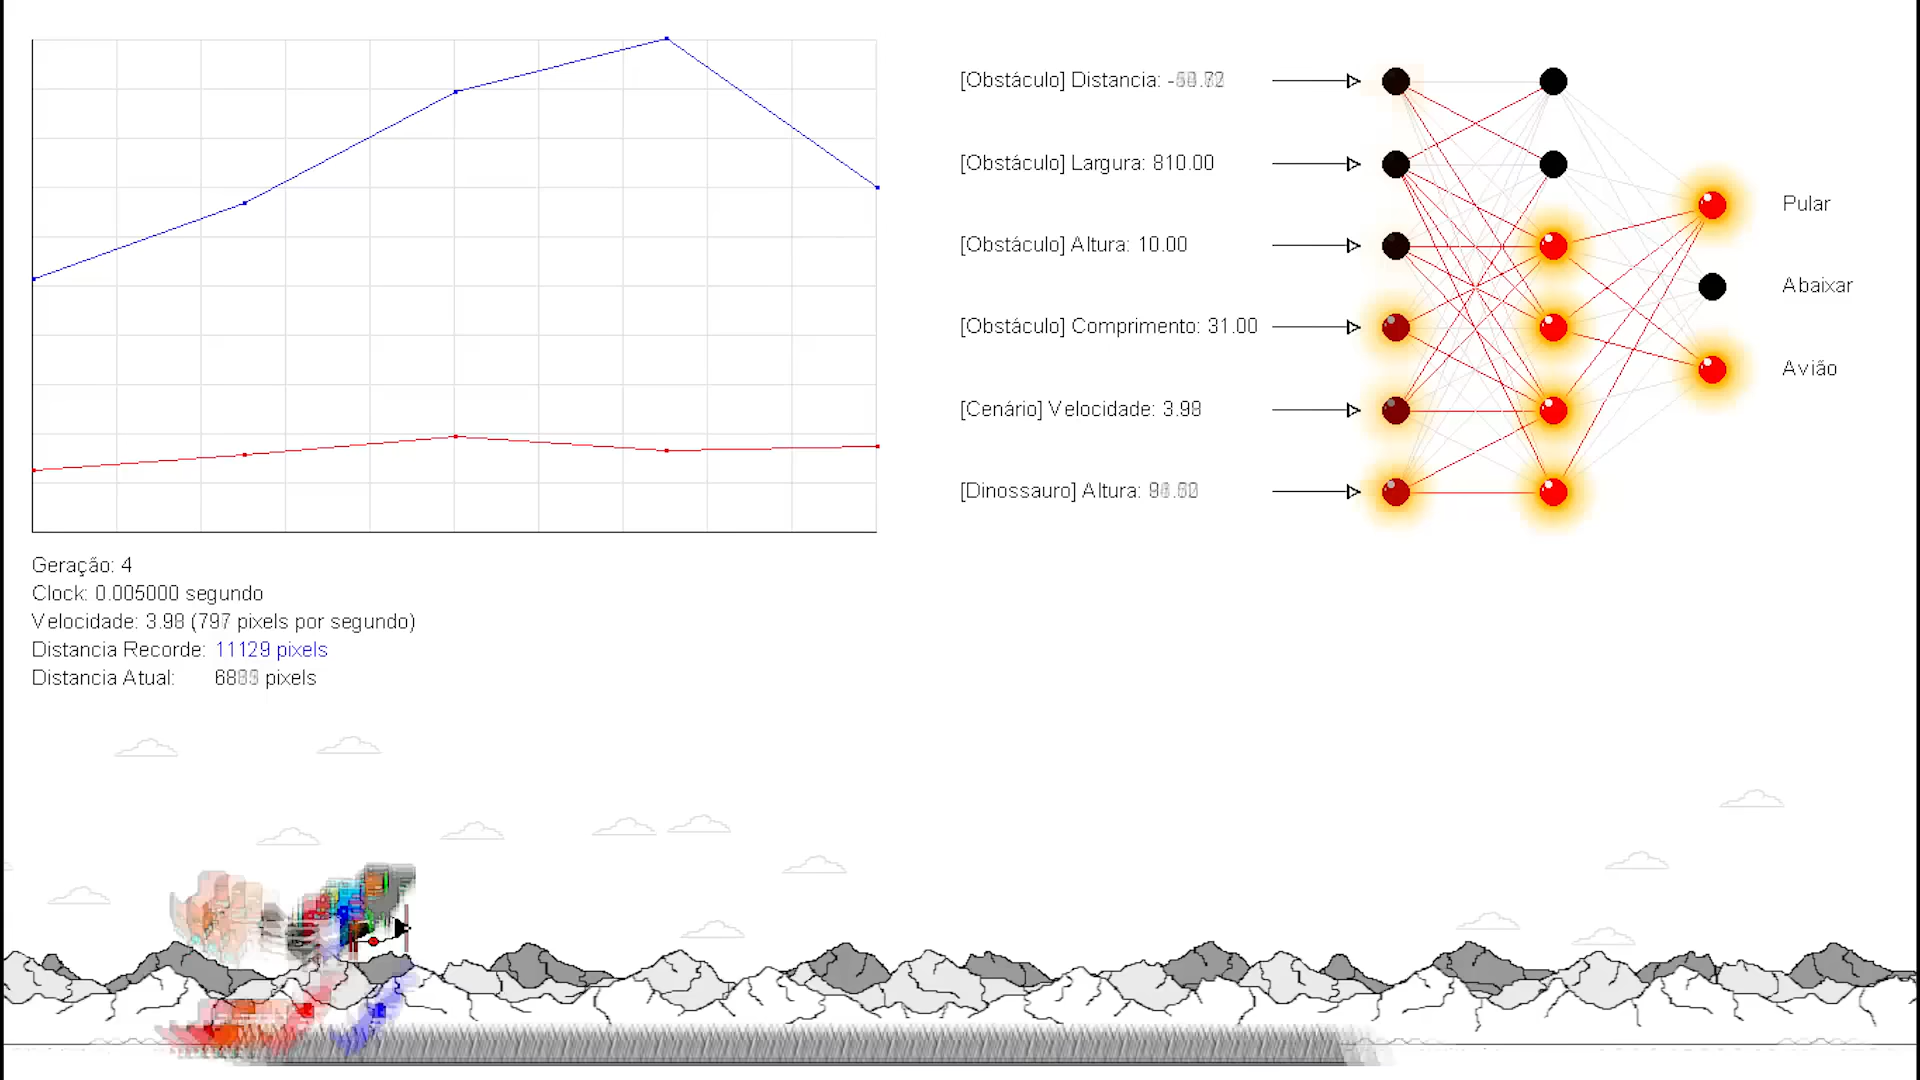 [Obstáculo] Distancia:
[Obstáculo] Largura: 810.00
[Obstáculo] Altura: 10.00
[Obstáculo] Comprimento: 31.00
[Cenário] Velocidade: 3.99
[Dinossauro] Altura:
Pular
Abaixar
Avião
Geração: 4
Clock: 0.005000 segundo
Velocidade: 3.98 (797 pixels por segundo)
Distancia Recorde: 11129 pixels
Distancia Atual: pixels